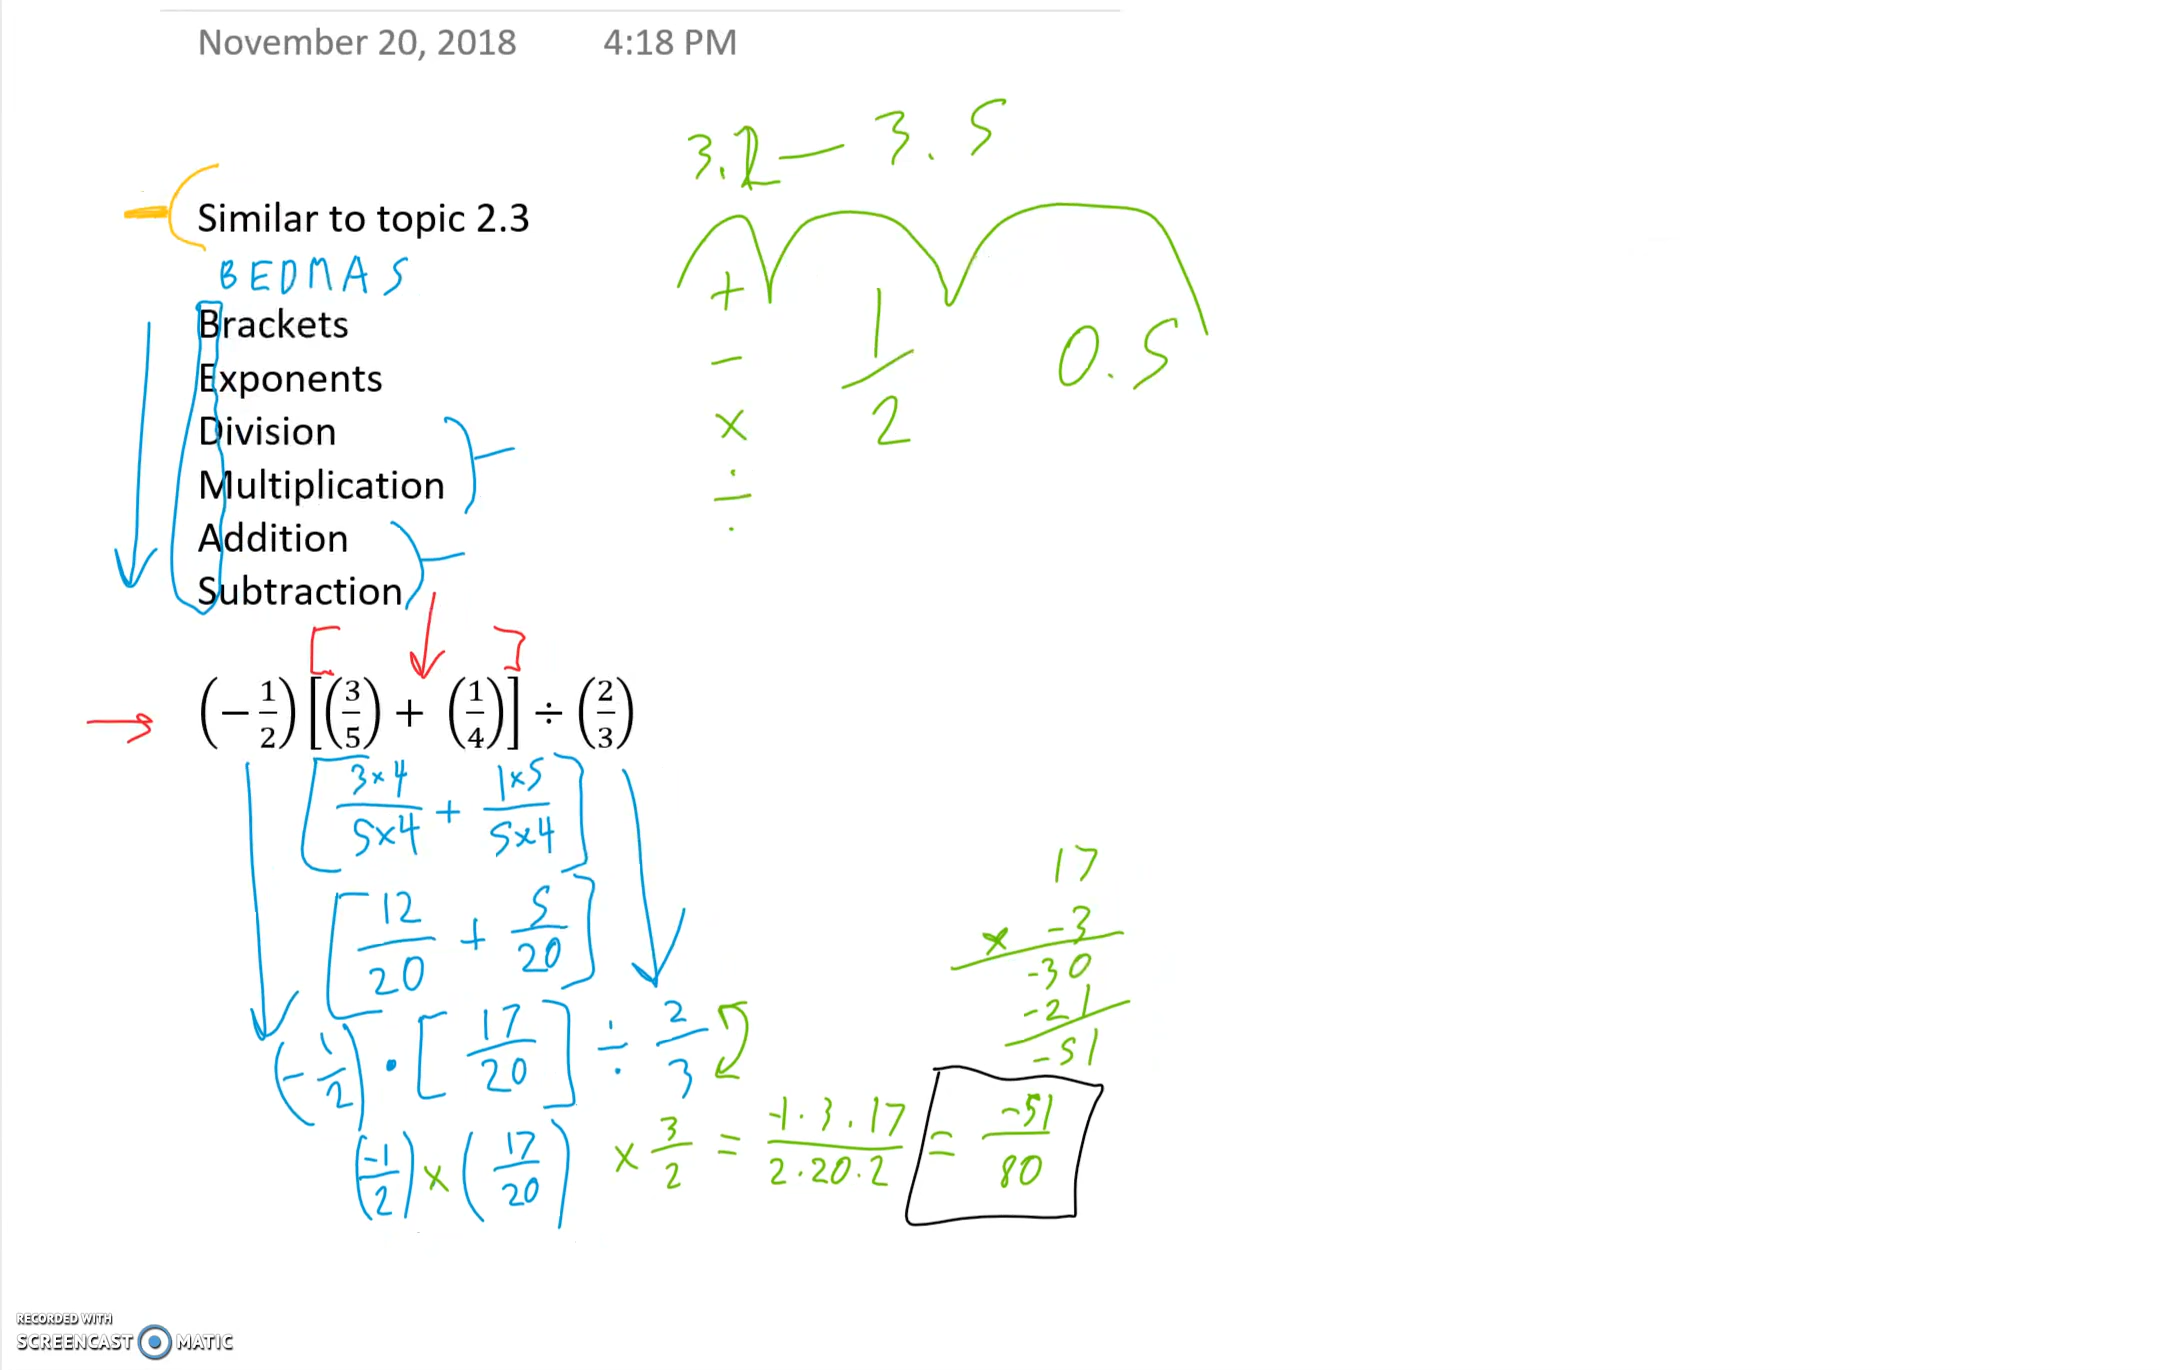 November 20, 2018 4:18 PM
3.2 — 3.5
Similar to topic 2.3
BEDMAS
Brackets
Exponents
Division
Multiplication
Addition
Subtraction
+
−
×
÷
1/2
0.5
[ ]
(−1/2) [(3/5) + (1/4)] ÷ (2/3)
[3×4/5×4 + 1×5/5×4]
[12/20 + 5/20]
(−1/2) · [17/20] ÷ 2/3
(−1/2) × (17/20) × 3/2 = −1·3·17/2·20·2 = −51/80
17
× −3
−30
−21
−51
RECORDED WITH
SCREENCAST MATIC